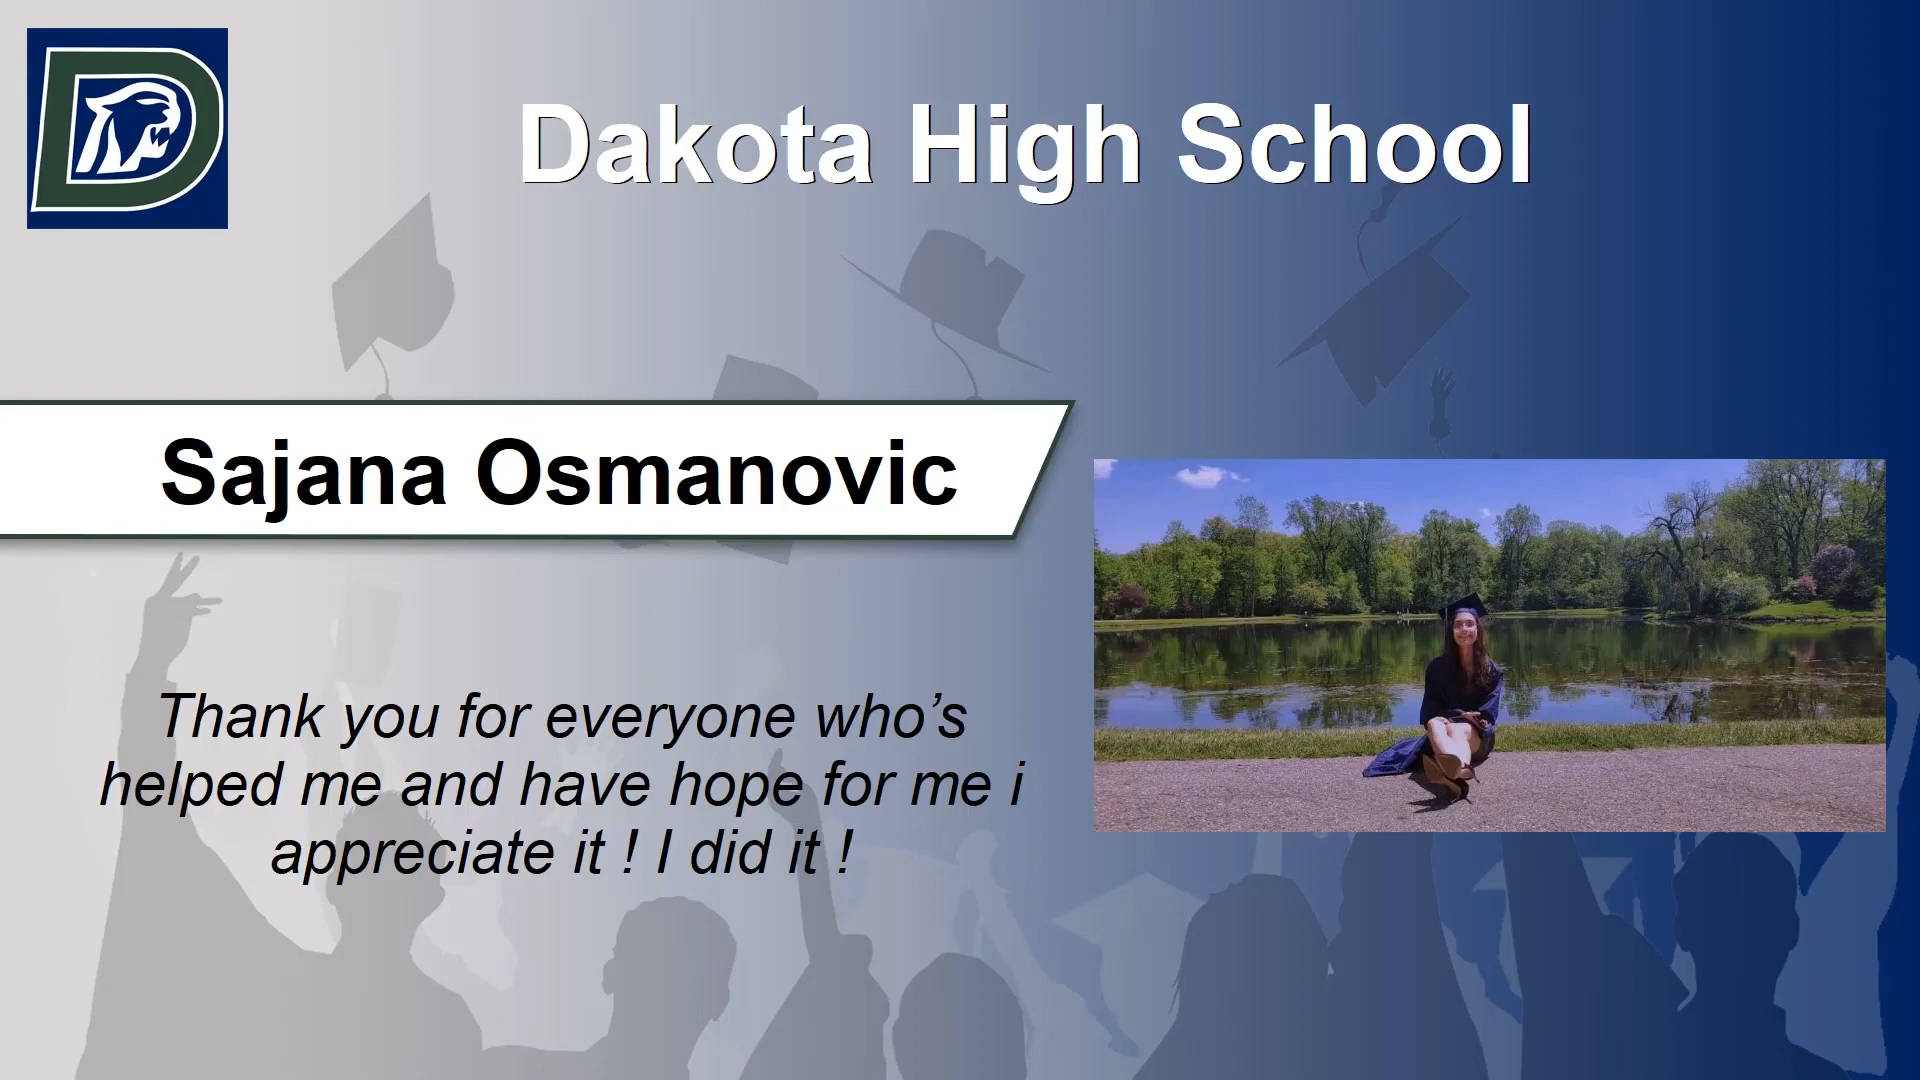 D
Dakota High School
Sajana Osmanovic
Thank you for everyone who’s
helped me and have hope for me i
appreciate it ! I did it !